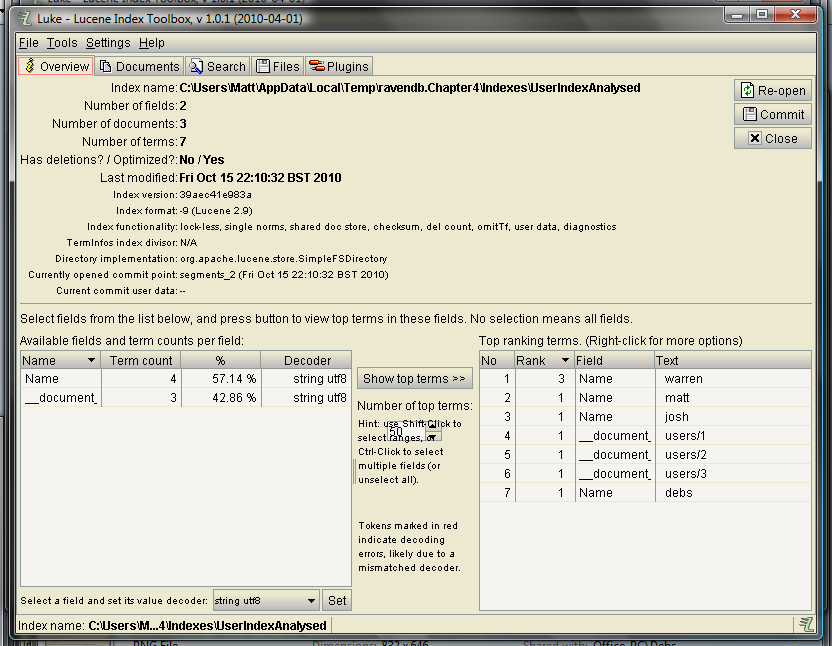 Luke - Lucene Index Toolbox, v 1.0.1 (2010-04-01)
File Tools Settings Help
Overview Documents Search Files Plugins
Index name: C:\Users\Matt\AppData\Local\Temp\ravendb.Chapter4\Indexes\UserIndexAnalysed
Re-open
Number of fields: 2
Commit
Number of documents: 3
Close
Number of terms: 7
Has deletions? / Optimized?: No / Yes
Last modified: Fri Oct 15 22:10:32 BST 2010
Index version: 39aec41e983a
Index format: -9 (Lucene 2.9)
Index functionality: lock-less, single norms, shared doc store, checksum, del count, omitTf, user data, diagnostics
TermInfos index divisor: N/A
Directory implementation: org.apache.lucene.store.SimpleFSDirectory
Currently opened commit point: segments_2 (Fri Oct 15 22:10:32 BST 2010)
Current commit user data: --
Select fields from the list below, and press button to view top terms in these fields. No selection means all fields.
Available fields and term counts per field:
Name Term count % Decoder
Name 4 57.14 % string utf8
__document_ 3 42.86 % string utf8
Show top terms >>
Number of top terms:
50
Hint: use Shift-Click to
select ranges, or
Ctrl-Click to select
multiple fields (or
unselect all).
Tokens marked in red
indicate decoding
errors, likely due to a
mismatched decoder.
Top ranking terms. (Right-click for more options)
No Rank Field Text
1 3 Name warren
2 1 Name matt
3 1 Name josh
4 1 __document_ users/1
5 1 __document_ users/2
6 1 __document_ users/3
7 1 Name debs
Select a field and set its value decoder: string utf8 Set
Index name: C:\Users\M...4\Indexes\UserIndexAnalysed
PNG File Dimensions: 832 x 646 Shared with: Office-PC\Debs